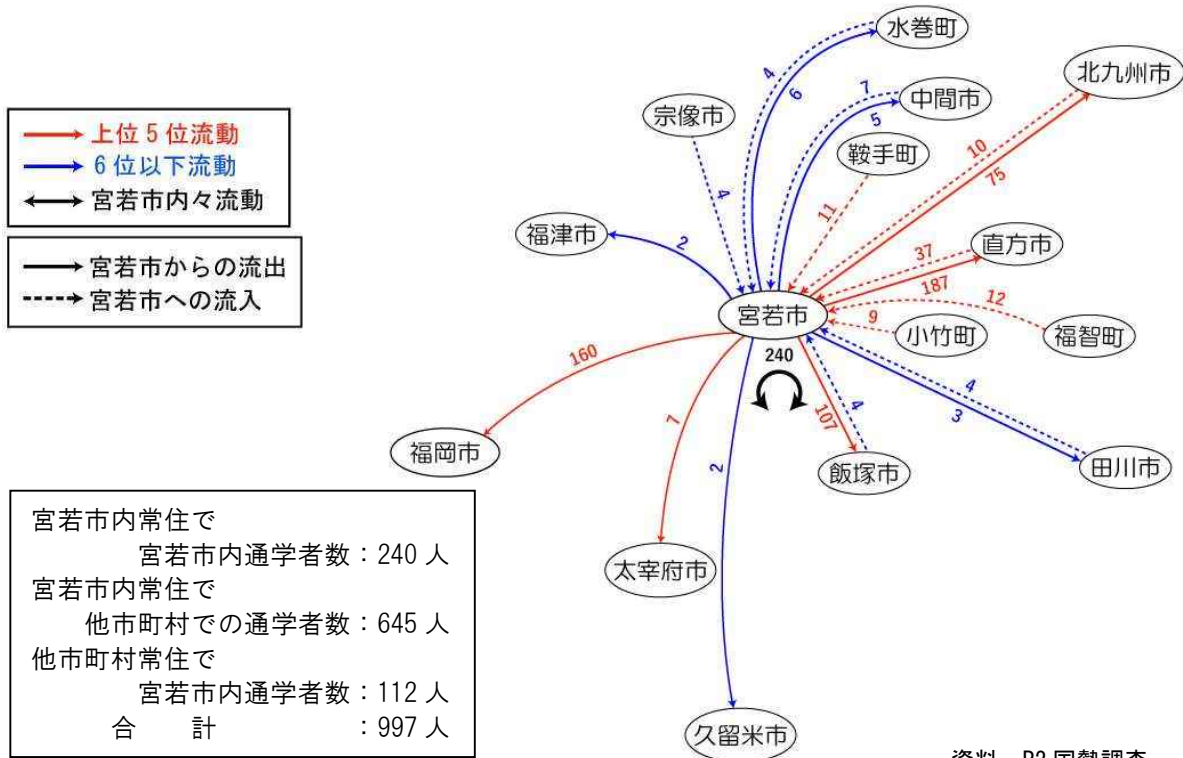 水巻町
北九州市
4
6
7
5
中間市
宗像市
鞍手町
上位5位流動
6位以下流動
宮若市内々流動
宮若市からの流出
宮若市への流入
4
11
10
75
福津市
2
37
187
直方市
宮若市
12
9
小竹町
福智町
240
160
7
2
107
4
4
3
福岡市
飯塚市
田川市
太宰府市
久留米市
宮若市内常住で
宮若市内通学者数：240人
宮若市内常住で
他市町村での通学者数：645人
他市町村常住で
宮若市内通学者数：112人
合　計　：997人